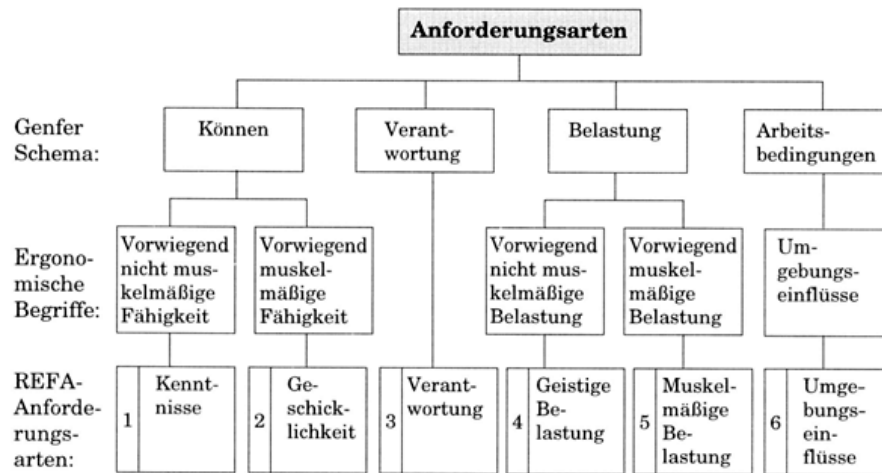 Anforderungsarten
Genfer
Schema:
Können
Verant-
wortung
Belastung
Arbeits-
bedingungen
Ergono-
mische
Begriffe:
Vorwiegend
nicht mus-
kelmäßige
Fähigkeit
Vorwiegend
muskel-
mäßige
Fähigkeit
Vorwiegend
nicht mus-
kelmäßige
Belastung
Vorwiegend
muskel-
mäßige
Belastung
Um-
gebungs-
einflüsse
REFA-
Anforde-
rungs-
arten:
1
Kennt-
nisse
2
Ge-
schick-
lichkeit
3
Verant-
wortung
4
Geistige
Be-
lastung
5
Muskel-
mäßige
Be-
lastung
6
Umge-
bungs-
ein-
flüsse